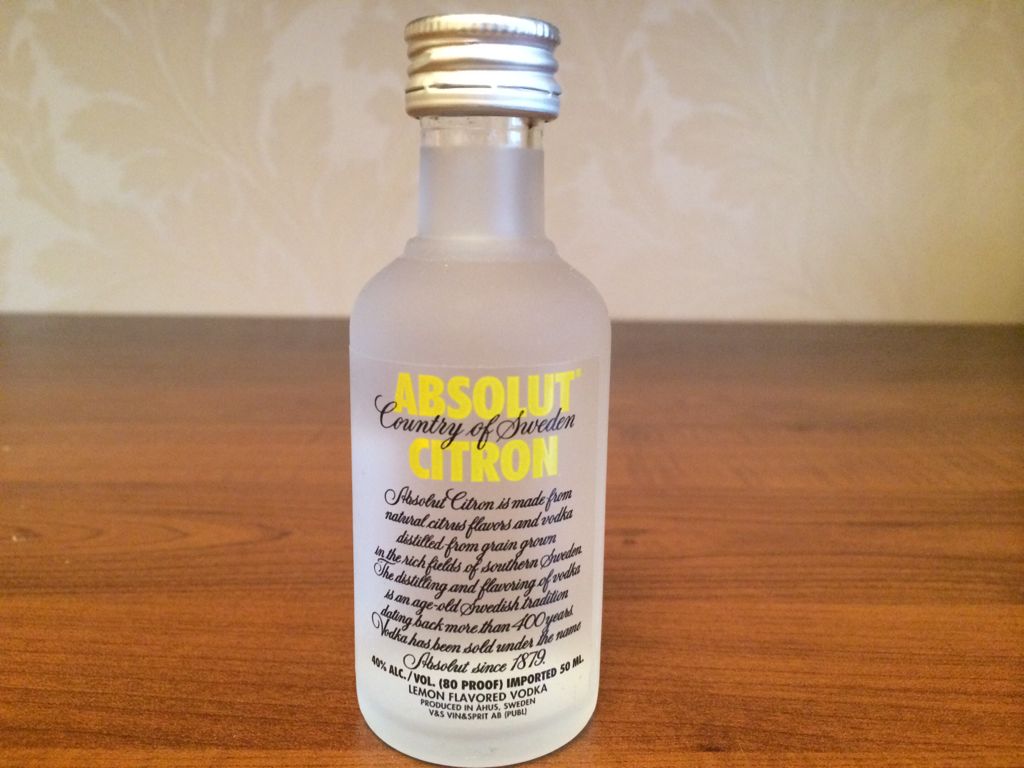 ABSOLUT
Country of Sweden
CITRON
Absolut Citron is made from
natural citrus flavors and vodka
distilled from grain grown
in the rich fields of southern Sweden.
The distilling and flavoring of vodka
is an age-old Swedish tradition
dating back more than 400 years.
Vodka has been sold under the name
Absolut since 1879.
40% ALC./VOL. (80 PROOF) IMPORTED 50 ML.
LEMON FLAVORED VODKA
PRODUCED IN ÅHUS, SWEDEN
V&S VIN&SPRIT AB (PUBL)